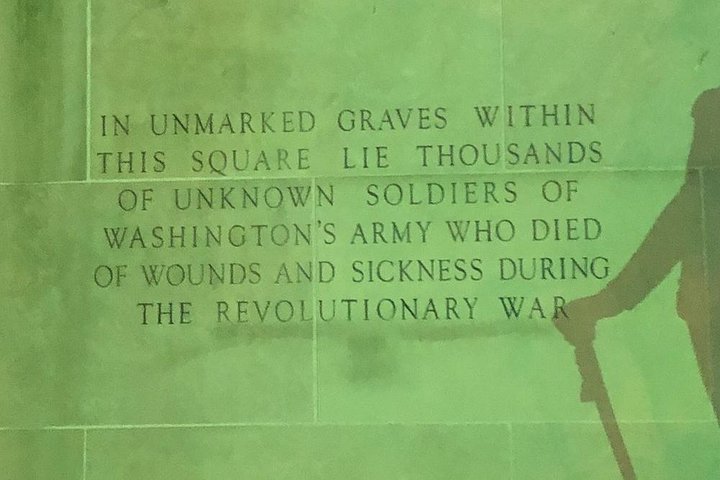 IN UNMARKED GRAVES WITHIN
THIS SQUARE LIE THOUSANDS
OF UNKNOWN SOLDIERS OF
WASHINGTON'S ARMY WHO DIED
OF WOUNDS AND SICKNESS DURING
THE REVOLUTIONARY WAR